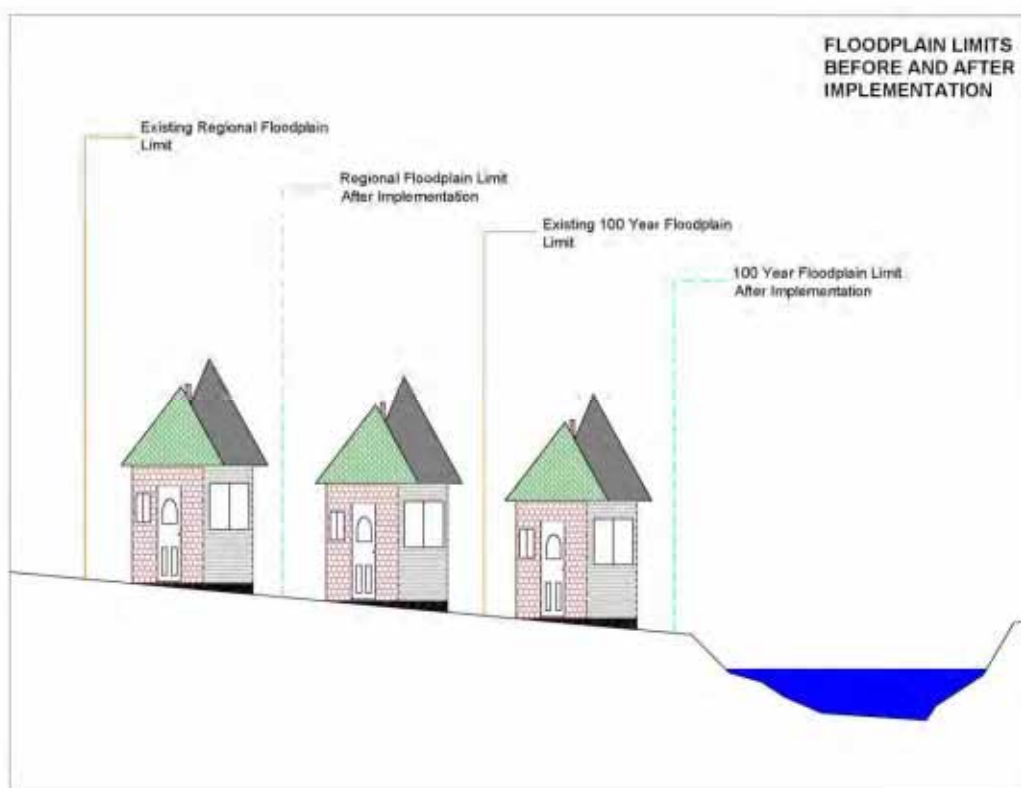 FLOODPLAIN LIMITS
BEFORE AND AFTER
IMPLEMENTATION
Existing Regional Floodplain
Limit
Regional Floodplain Limit
After Implementation
Existing 100 Year Floodplain
Limit
100 Year Floodplain Limit
After Implementation